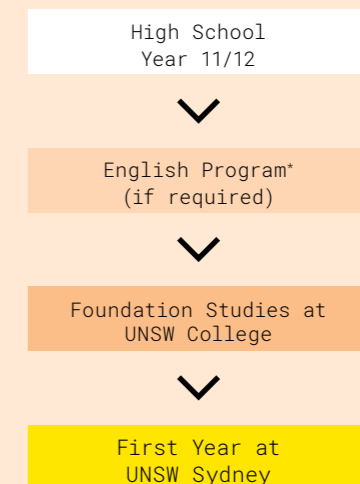 High School
Year 11/12
English Program*
(if required)
Foundation Studies at
UNSW College
First Year at
UNSW Sydney